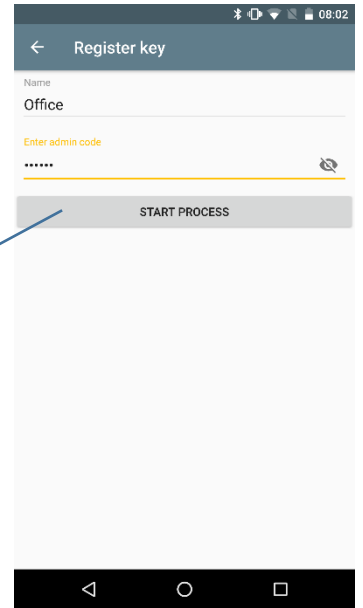 08:02
Register key
Name
Office
Enter admin code
••••••
START PROCESS